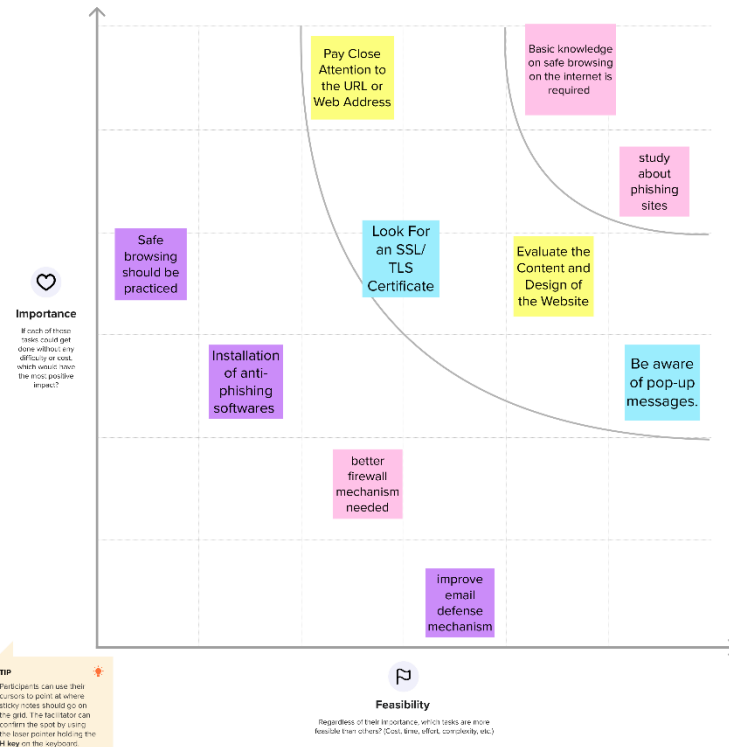 Pay Close
Attention to
the URL or
Web Address
Basic knowledge
on safe browsing
on the internet is
required
study
about
phishing
sites
Safe
browsing
should be
practiced
Look For
an SSL/
TLS
Certificate
Evaluate the
Content and
Design of
the Website
Importance
If each of these
tasks could get
done without any
difficulty or cost,
which would have
the most positive
impact?
Installation
of anti-
phishing
softwares
Be aware
of pop-up
messages.
better
firewall
mechanism
needed
improve
email
defense
mechanism
TIP
Participants can use their
cursors to point at where
sticky notes should go on
the grid. The facilitator can
confirm the spot by using
the laser pointer holding the
H key on the keyboard.
Feasibility
Regardless of their importance, which tasks are more
feasible than others? (Cost, time, effort, complexity, etc.)